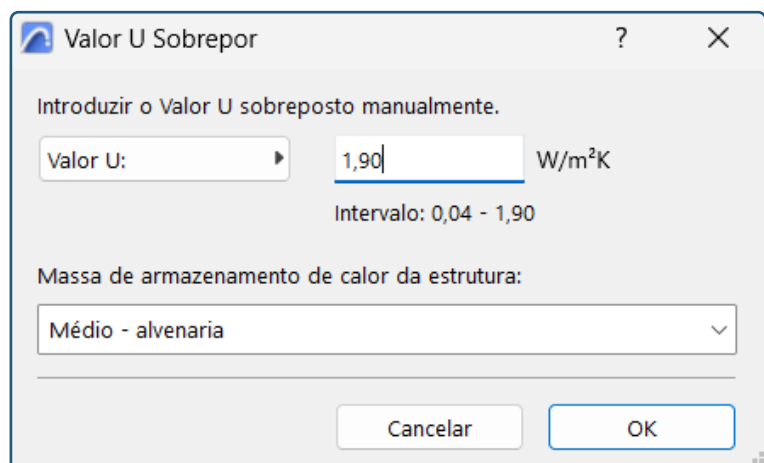 Valor U Sobrepor
Introduzir o Valor U sobreposto manualmente.
Valor U: 1,90 W/m²K
Intervalo: 0,04 - 1,90
Massa de armazenamento de calor da estrutura:
Médio - alvenaria
Cancelar OK